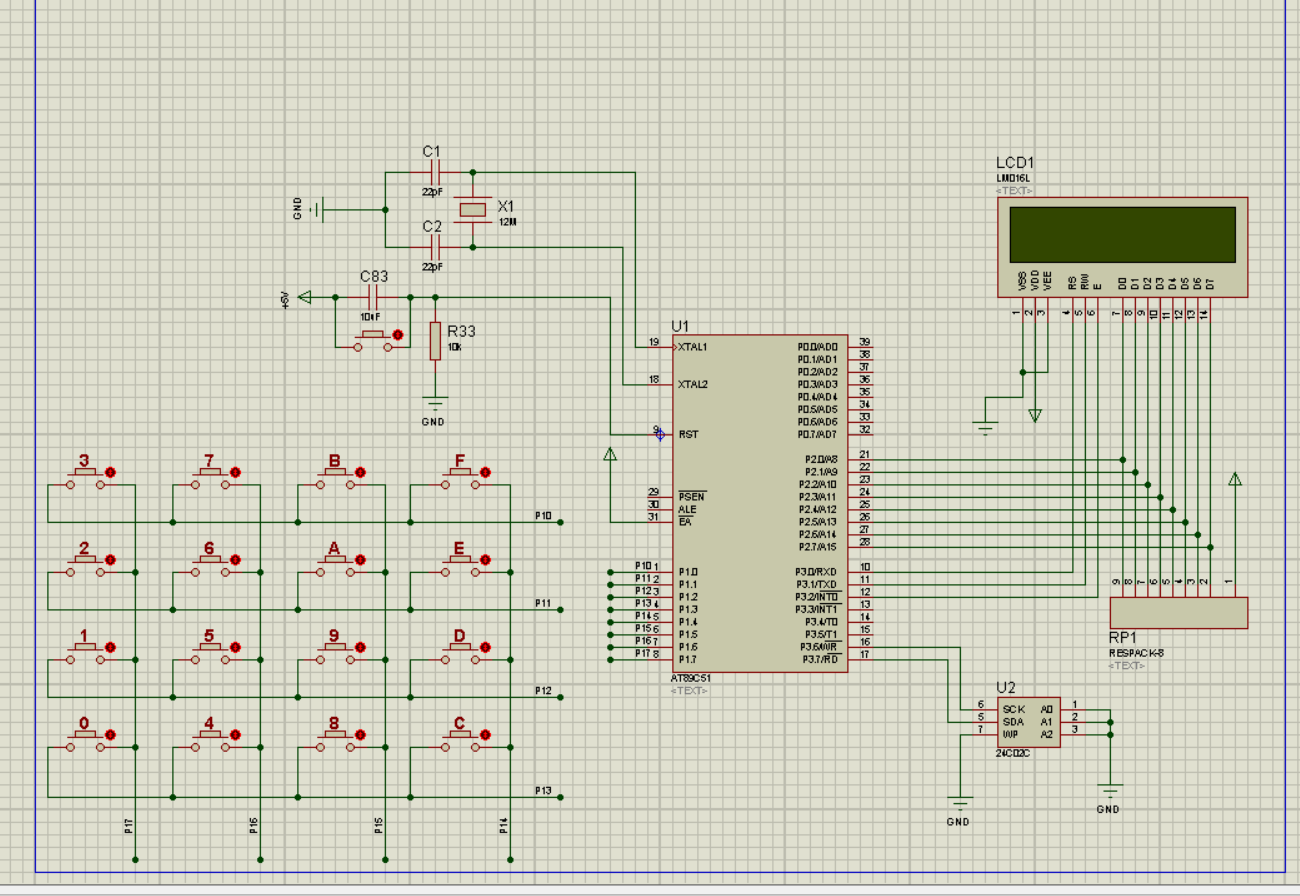 C1
22pF
GND
X1
12M
C2
22pF
C83
+5V
10uF
R33
10k
GND
LCD1
LM016L
<TEXT>
VSS
VDD
VEE
RS
RW
E
D0
D1
D2
D3
D4
D5
D6
D7
1
2
3
4
5
6
7
8
9
10
11
12
13
14
U1
19 XTAL1
18 XTAL2
9 RST
29 PSEN
30 ALE
31 EA
P10 1 P1.0
P11 2 P1.1
P12 3 P1.2
P13 4 P1.3
P14 5 P1.4
P15 6 P1.5
P16 7 P1.6
P17 8 P1.7
P0.0/AD0 39
P0.1/AD1 38
P0.2/AD2 37
P0.3/AD3 36
P0.4/AD4 35
P0.5/AD5 34
P0.6/AD6 33
P0.7/AD7 32
P2.0/A8 21
P2.1/A9 22
P2.2/A10 23
P2.3/A11 24
P2.4/A12 25
P2.5/A13 26
P2.6/A14 27
P2.7/A15 28
P3.0/RXD 10
P3.1/TXD 11
P3.2/INT0 12
P3.3/INT1 13
P3.4/T0 14
P3.5/T1 15
P3.6/WR 16
P3.7/RD 17
AT89C51
<TEXT>
3 7 B F
P10
2 6 A E
P11
1 5 9 D
P12
0 4 8 C
P13
P17 P16 P15 P14
9 8 7 6 5 4 3 2 1
RP1
RESPACK-8
<TEXT>
U2
6 SCK A0 1
5 SDA A1 2
7 WP A2 3
24C02C
GND
GND